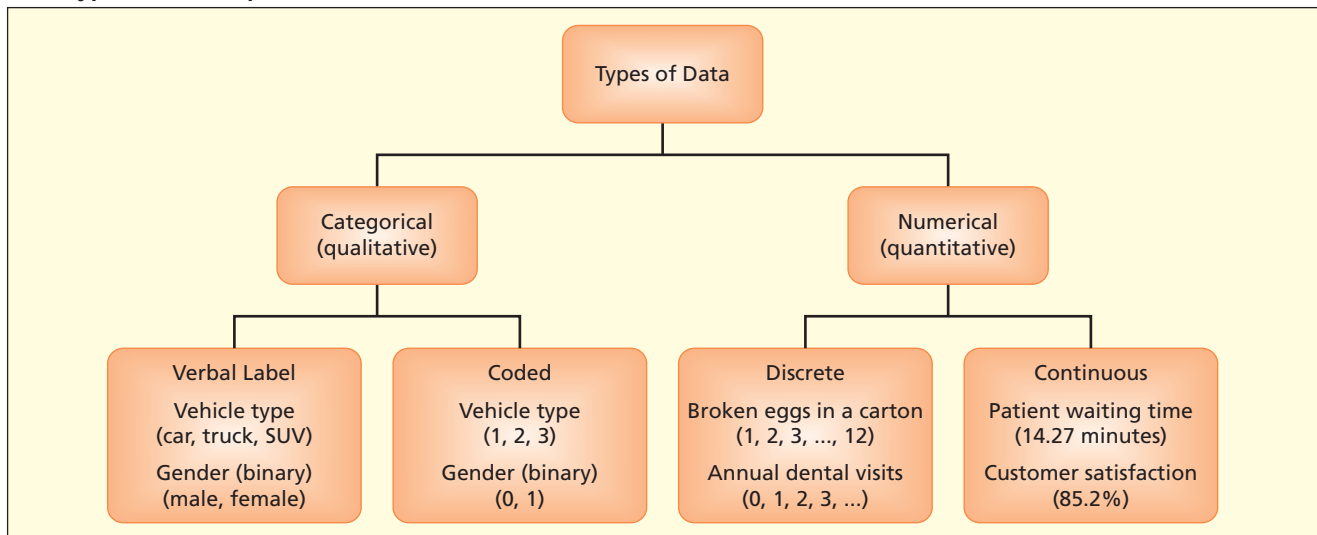 Types of Data
Categorical
(qualitative)
Numerical
(quantitative)
Verbal Label
Vehicle type
(car, truck, SUV)
Gender (binary)
(male, female)
Coded
Vehicle type
(1, 2, 3)
Gender (binary)
(0, 1)
Discrete
Broken eggs in a carton
(1, 2, 3, ..., 12)
Annual dental visits
(0, 1, 2, 3, ...)
Continuous
Patient waiting time
(14.27 minutes)
Customer satisfaction
(85.2%)